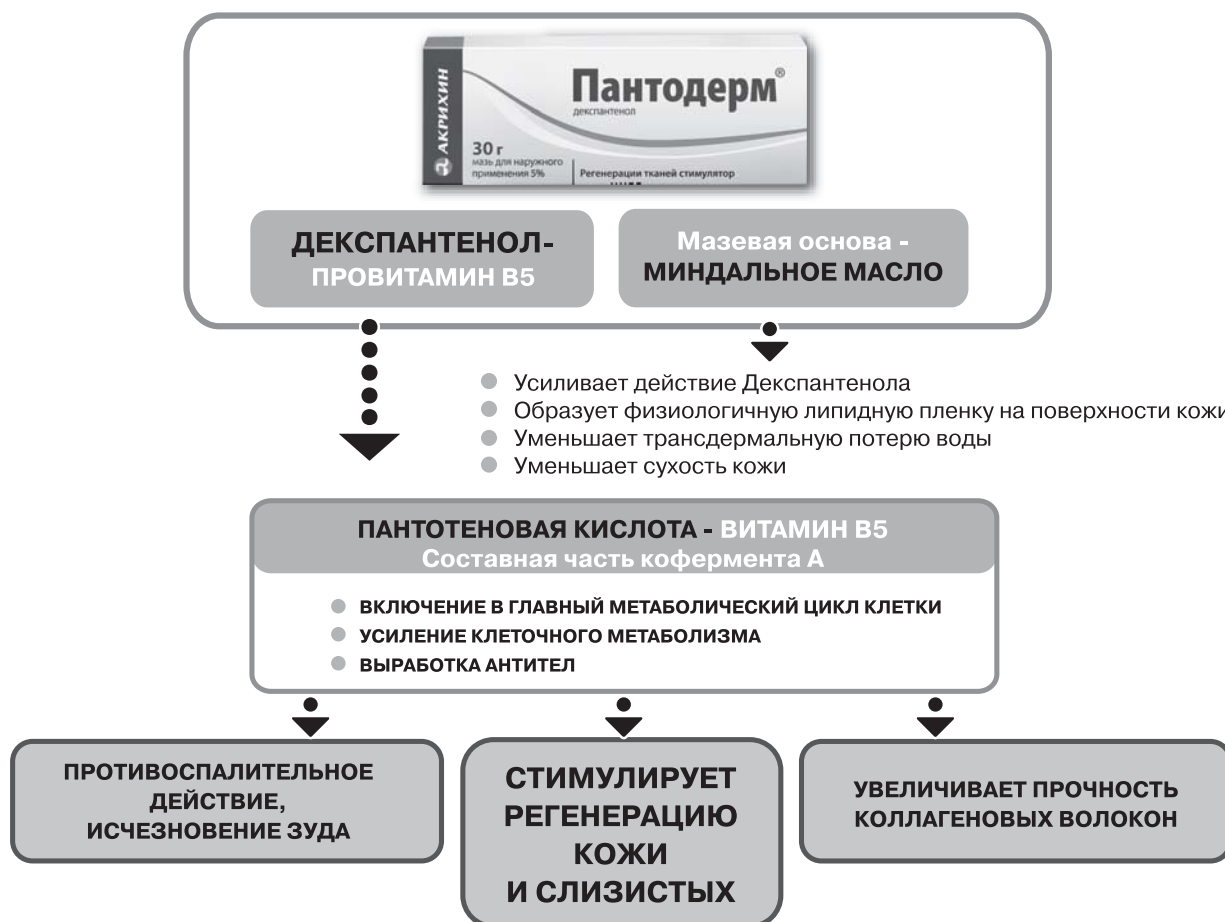 АКРИХИН
Пантодерм®
декспантенол
30 г
мазь для наружного
применения 5%
Регенерации тканей стимулятор
ДЕКСПАНТЕНОЛ-
ПРОВИТАМИН В5
Мазевая основа -
МИНДАЛЬНОЕ МАСЛО
Усиливает действие Декспантенола
Образует физиологичную липидную пленку на поверхности кожи
Уменьшает трансдермальную потерю воды
Уменьшает сухость кожи
ПАНТОТЕНОВАЯ КИСЛОТА - ВИТАМИН В5
Составная часть кофермента А
ВКЛЮЧЕНИЕ В ГЛАВНЫЙ МЕТАБОЛИЧЕСКИЙ ЦИКЛ КЛЕТКИ
УСИЛЕНИЕ КЛЕТОЧНОГО МЕТАБОЛИЗМА
ВЫРАБОТКА АНТИТЕЛ
ПРОТИВОСПАЛИТЕЛЬНОЕ
ДЕЙСТВИЕ,
ИСЧЕЗНОВЕНИЕ ЗУДА
СТИМУЛИРУЕТ
РЕГЕНЕРАЦИЮ
КОЖИ
И СЛИЗИСТЫХ
УВЕЛИЧИВАЕТ ПРОЧНОСТЬ
КОЛЛАГЕНОВЫХ ВОЛОКОН